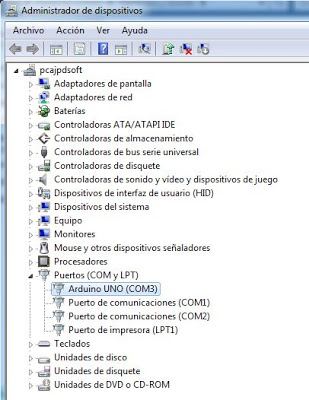 Administrador de dispositivos
Archivo Acción Ver Ayuda
pcajpdsoft
Adaptadores de pantalla
Adaptadores de red
Baterías
Controladoras ATA/ATAPI IDE
Controladoras de almacenamiento
Controladoras de bus serie universal
Controladoras de disquete
Controladoras de sonido y vídeo y dispositivos de juego
Dispositivos de interfaz de usuario (HID)
Dispositivos del sistema
Equipo
Monitores
Mouse y otros dispositivos señaladores
Procesadores
Puertos (COM y LPT)
Arduino UNO (COM3)
Puerto de comunicaciones (COM1)
Puerto de comunicaciones (COM2)
Puerto de impresora (LPT1)
Teclados
Unidades de disco
Unidades de disquete
Unidades de DVD o CD-ROM